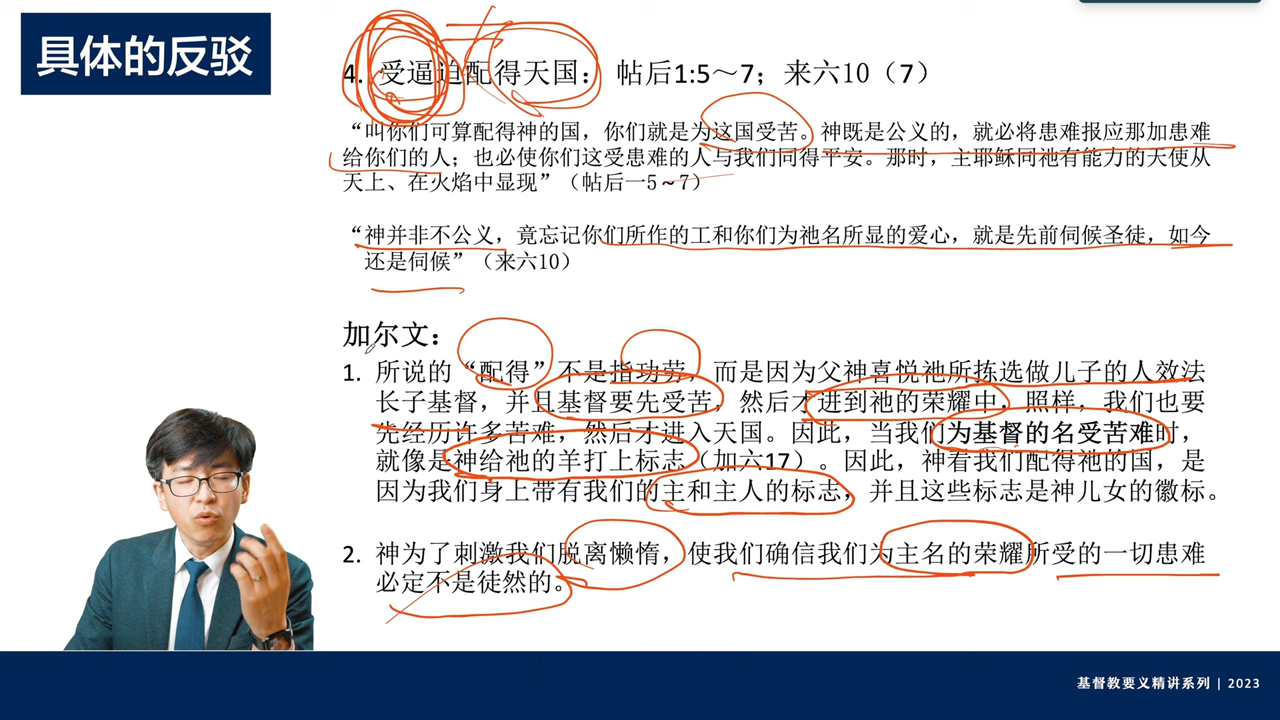 具体的反驳
4. 受逼迫配得天国： 帖后1:5～7；来六10（7）
“叫你们可算配得神的国，你们就是为这国受苦。神既是公义的，就必将患难报应那加患难
给你们的人；也必使你们这受患难的人与我们同得平安。那时，主耶稣同祂有能力的天使从
天上、在火焰中显现”（帖后一5～7）
“神并非不公义，竟忘记你们所作的工和你们为祂名所显的爱心，就是先前伺候圣徒，如今
还是伺候”（来六10）
加尔文：
1. 所说的“配得”不是指功劳，而是因为父神喜悦祂所拣选做儿子的人效法
长子基督，并且基督要先受苦，然后才进到祂的荣耀中，照样，我们也要
先经历许多苦难，然后才进入天国。因此，当我们为基督的名受苦难时，
就像是神给祂的羊打上标志（加六17）。因此，神看我们配得祂的国，是
因为我们身上带有我们的主和主人的标志，并且这些标志是神儿女的徽标。
2. 神为了刺激我们脱离懒惰，使我们确信我们为主名的荣耀所受的一切患难
必定不是徒然的。
基督教要义精讲系列 | 2023